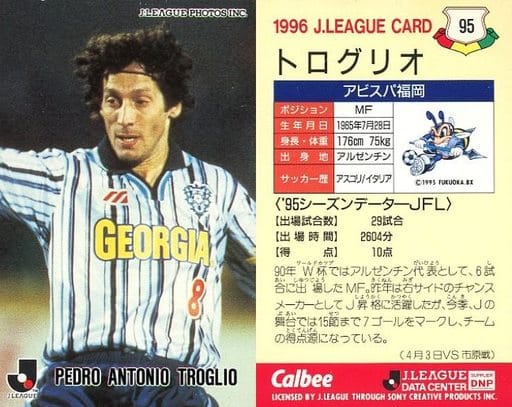 J.LEAGUE PHOTOS INC.
GEORGIA
8
J.LEAGUE
PEDRO ANTONIO TROGLIO
1996 J.LEAGUE CARD
95
トログリオ
アビスパ福岡
ポジション MF
生年月日 1965年7月28日
身長・体重 176cm 75kg
出身地 アルゼンチン
サッカー歴 アスコリ/イタリア
©1995 FUKUOKA.BX
〈'95シーズンデーターJFL〉
【出場試合数】 29試合
【出場時間】 2604分
【得点】 10点
90年W杯ではアルゼンチン代表として、6試
合に出場したMF。昨年は右サイドのチャンス
メーカーとしてJ昇格に活躍したが、今季、Jの
舞台では15節まで7ゴールをマークし、チーム
の得点源になっている。
(4月3日VS市原戦)
Calbee
J.LEAGUE
DATA CENTER
SUPPLIER
DNP
LICENSED BY J.LEAGUE THROUGH SONY CREATIVE PRODUCTS INC.